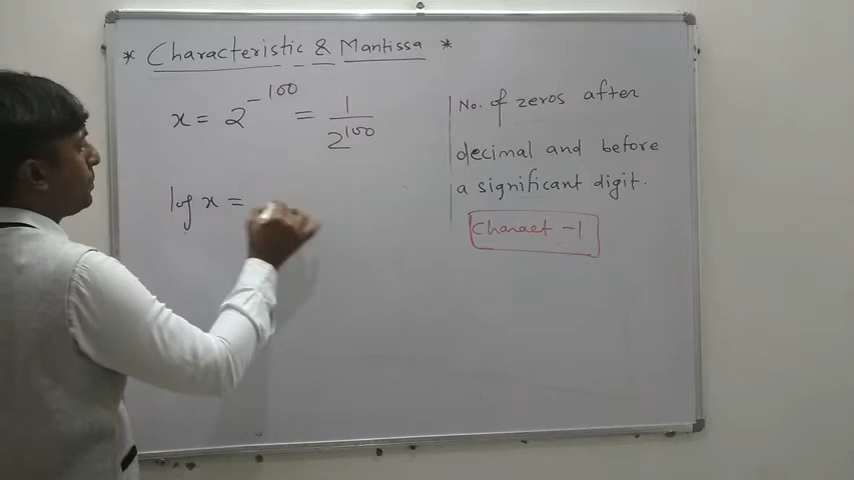 * Characteristic & Mantissa *
x = 2^-100 = 1/2^100
log x =
No. of zeros after
decimal and before
a significant digit.
Charact - 1